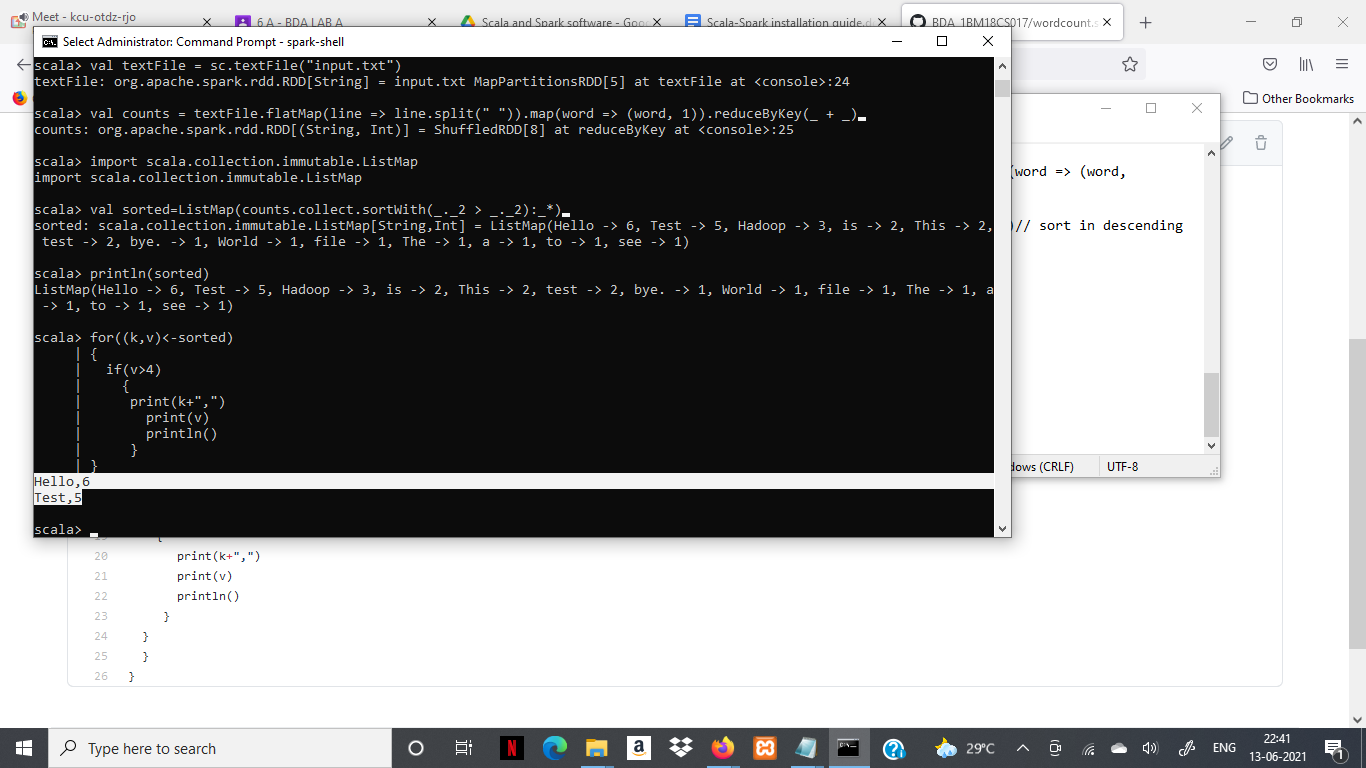 Meet - kcu-otdz-rjo
6 A - BDA LAB A
Scala and Spark software - Goo
Scala-Spark installation guide.do
BDA_1BM18CS017/wordcount.s
Select Administrator: Command Prompt - spark-shell
Other Bookmarks
scala> val textFile = sc.textFile("input.txt")
textFile: org.apache.spark.rdd.RDD[String] = input.txt MapPartitionsRDD[5] at textFile at <console>:24
scala> val counts = textFile.flatMap(line => line.split(" ")).map(word => (word, 1)).reduceByKey(_ + _)
counts: org.apache.spark.rdd.RDD[(String, Int)] = ShuffledRDD[8] at reduceByKey at <console>:25
scala> import scala.collection.immutable.ListMap
import scala.collection.immutable.ListMap
scala> val sorted=ListMap(counts.collect.sortWith(_._2 > _._2):_*)
sorted: scala.collection.immutable.ListMap[String,Int] = ListMap(Hello -> 6, Test -> 5, Hadoop -> 3, is -> 2, This -> 2,
test -> 2, bye. -> 1, World -> 1, file -> 1, The -> 1, a -> 1, to -> 1, see -> 1)
scala> println(sorted)
ListMap(Hello -> 6, Test -> 5, Hadoop -> 3, is -> 2, This -> 2, test -> 2, bye. -> 1, World -> 1, file -> 1, The -> 1, a
-> 1, to -> 1, see -> 1)
scala> for((k,v)<-sorted)
| {
| if(v>4)
| {
| print(k+",")
| print(v)
| println()
| }
| }
Hello,6
Test,5
scala>
(word => (word,
)// sort in descending
dows (CRLF)
UTF-8
{
20 print(k+",")
21 print(v)
22 println()
23 }
24 }
25 }
26 }
Type here to search
29°C
ENG
22:41
13-06-2021
1